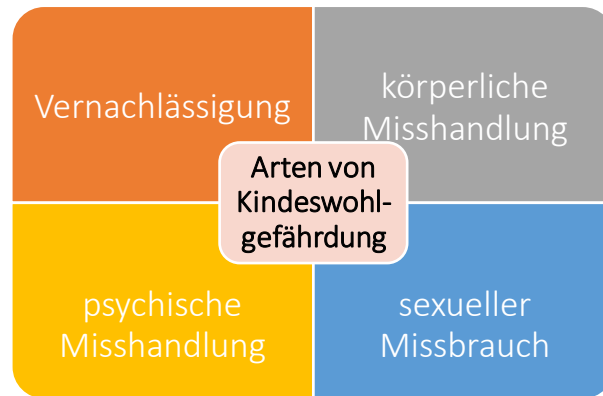 Vernachlässigung
körperliche
Misshandlung
Arten von
Kindeswohl-
gefährdung
psychische
Misshandlung
sexueller
Missbrauch